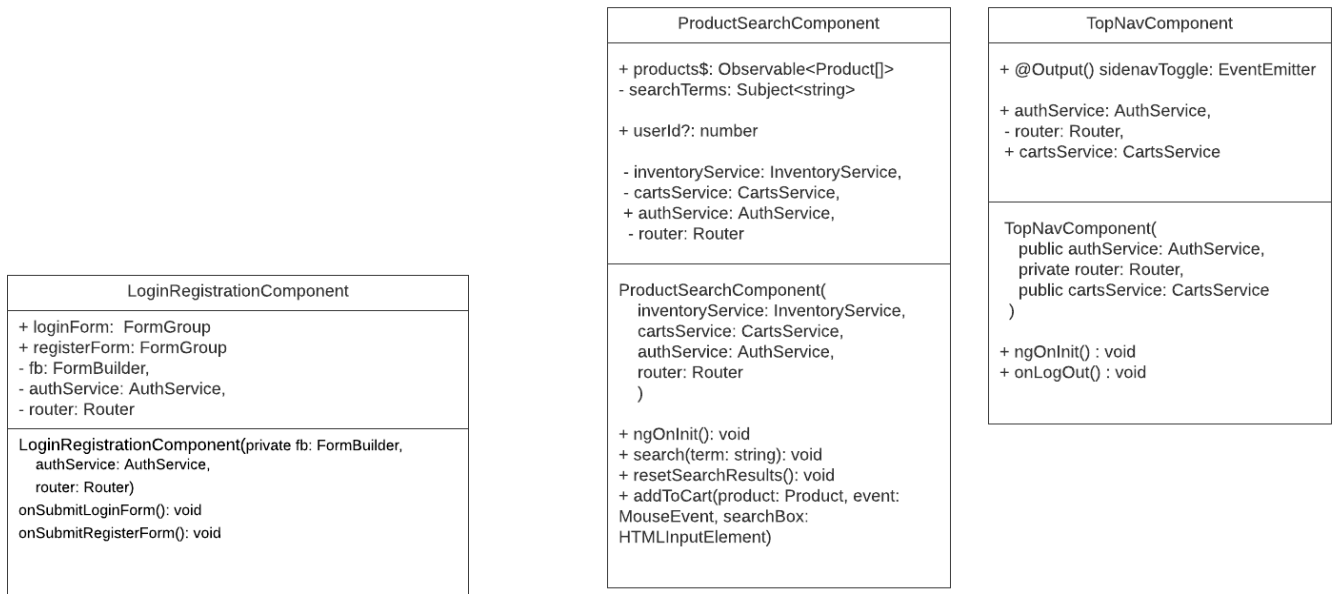 LoginRegistrationComponent
+ loginForm: FormGroup
+ registerForm: FormGroup
- fb: FormBuilder,
- authService: AuthService,
- router: Router
LoginRegistrationComponent(private fb: FormBuilder,
authService: AuthService,
router: Router)
onSubmitLoginForm(): void
onSubmitRegisterForm(): void
ProductSearchComponent
+ products$: Observable<Product[]>
- searchTerms: Subject<string>
+ userId?: number
- inventoryService: InventoryService,
- cartsService: CartsService,
+ authService: AuthService,
- router: Router
ProductSearchComponent(
inventoryService: InventoryService,
cartsService: CartsService,
authService: AuthService,
router: Router
)
+ ngOnInit(): void
+ search(term: string): void
+ resetSearchResults(): void
+ addToCart(product: Product, event:
MouseEvent, searchBox:
HTMLInputElement)
TopNavComponent
+ @Output() sidenavToggle: EventEmitter
+ authService: AuthService,
- router: Router,
+ cartsService: CartsService
TopNavComponent(
public authService: AuthService,
private router: Router,
public cartsService: CartsService
)
+ ngOnInit() : void
+ onLogOut() : void